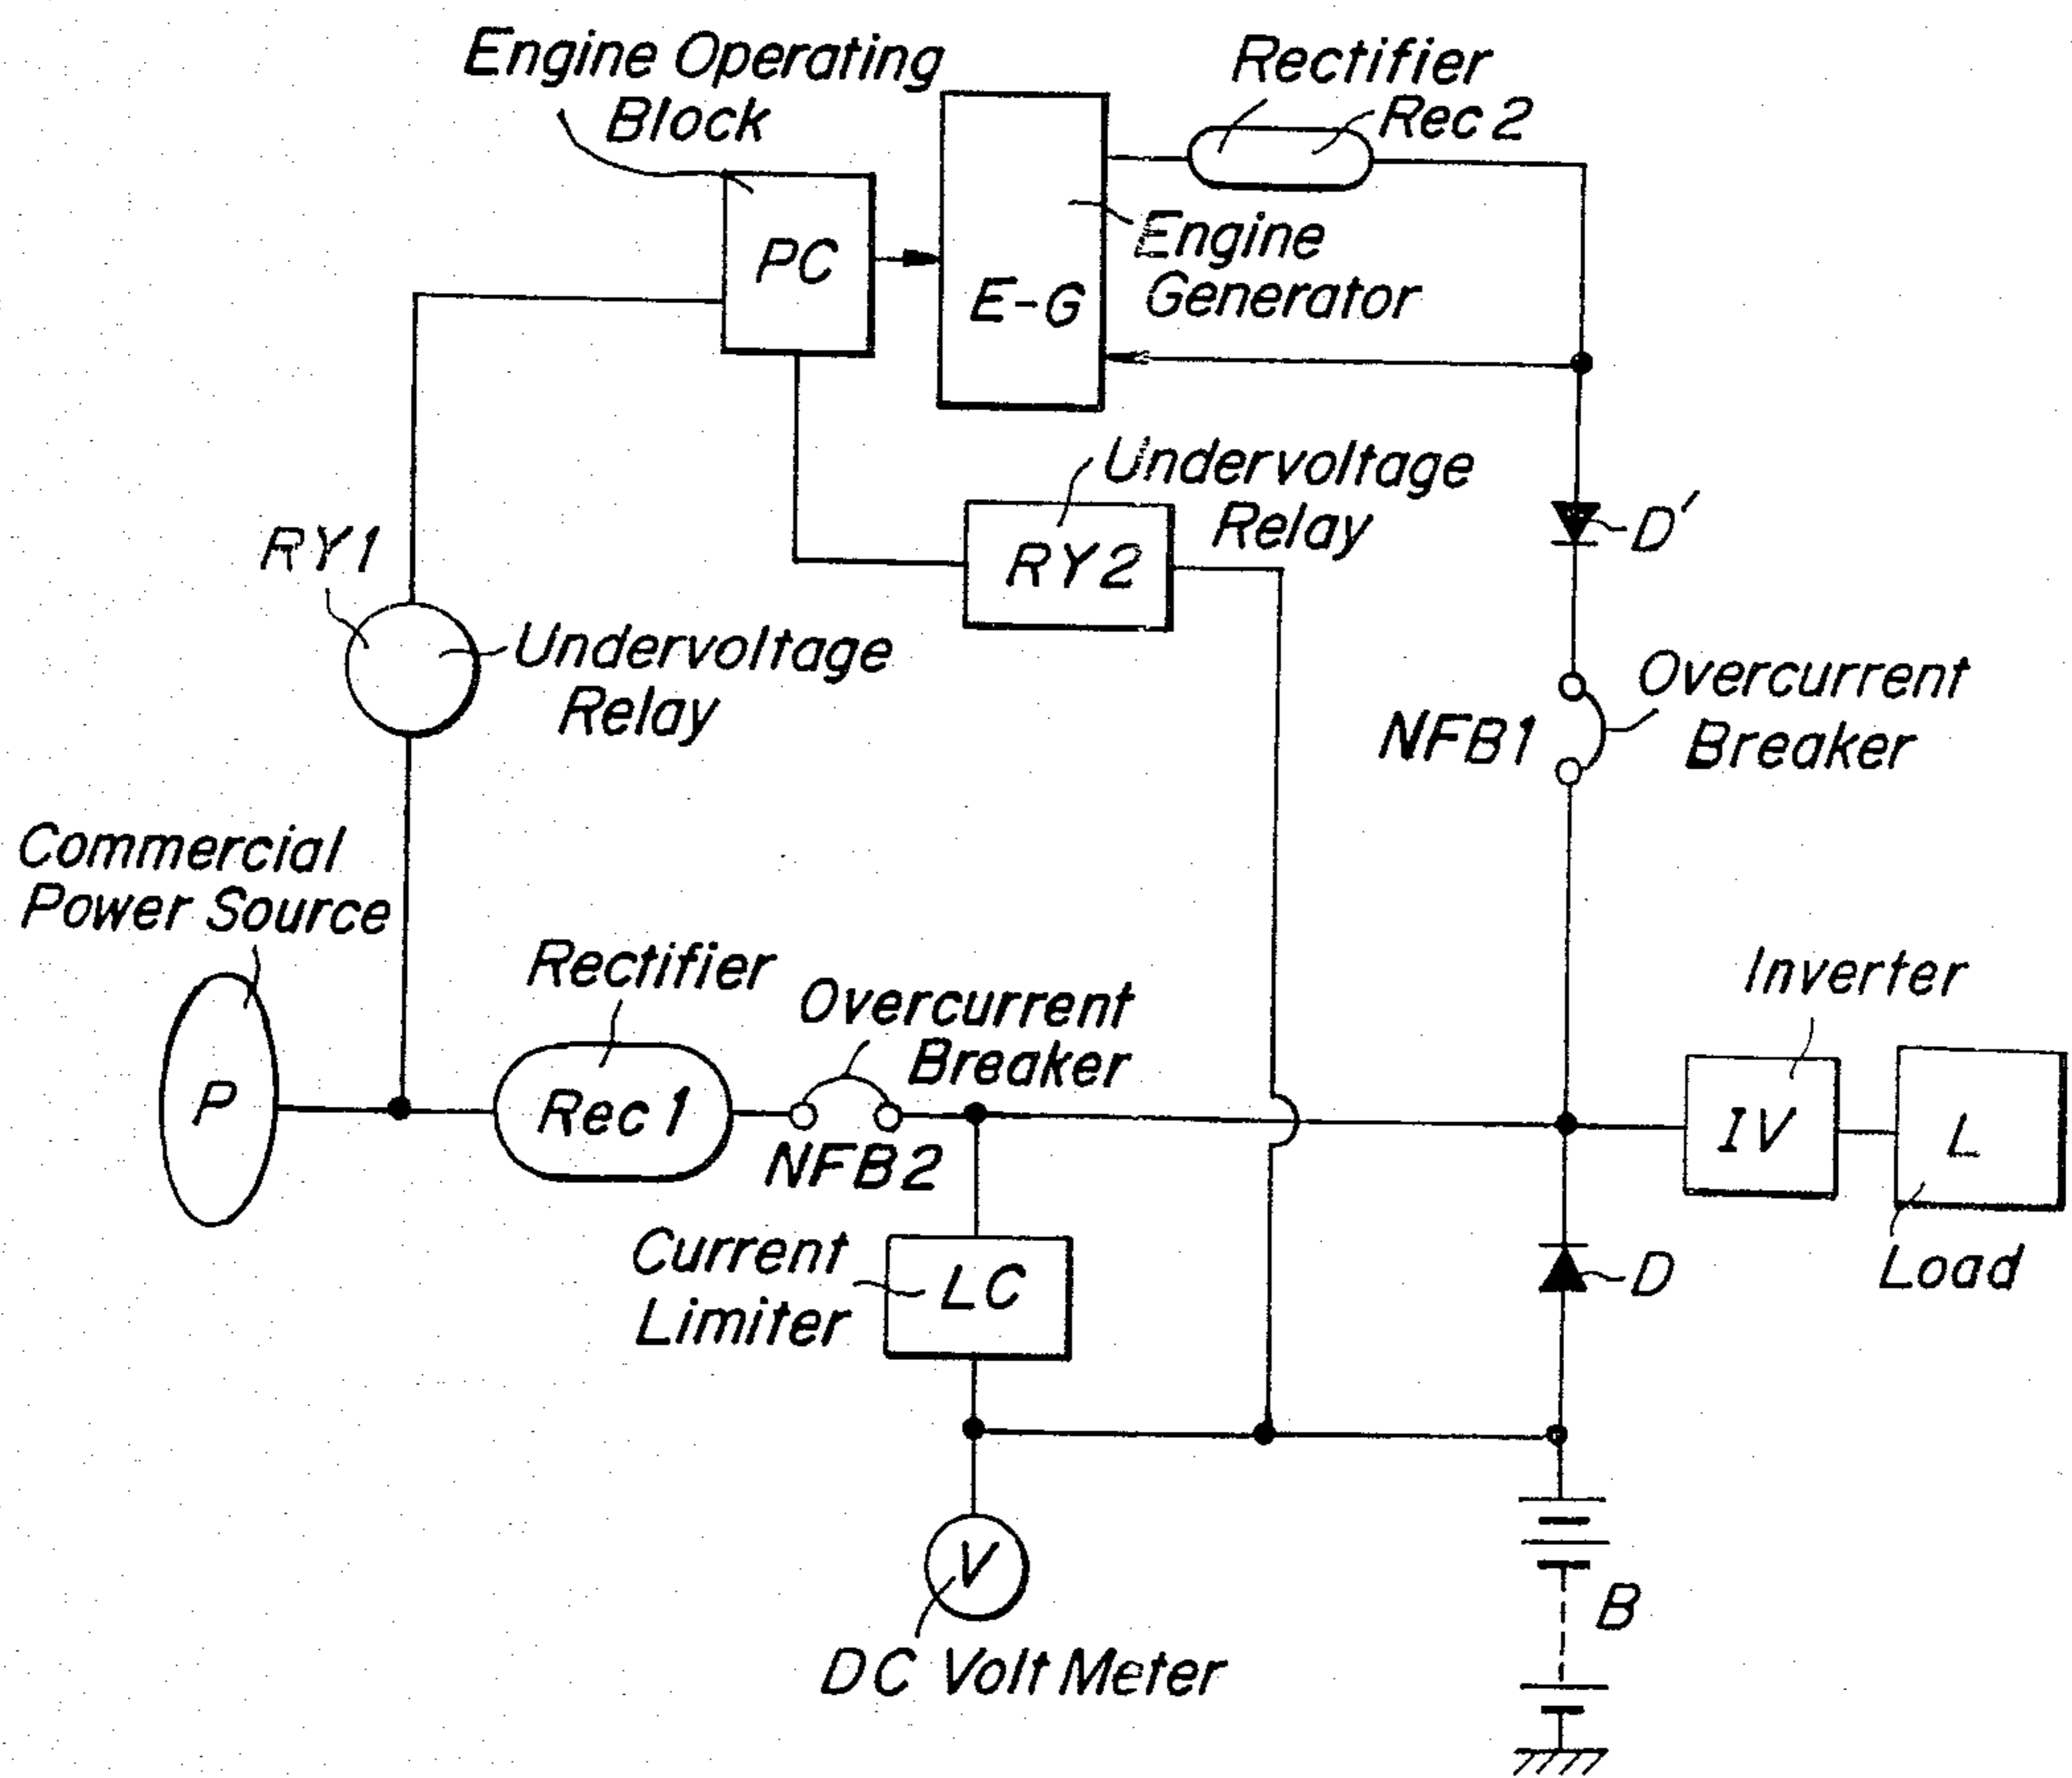 Engine Operating
Block
Rectifier
Rec 2
PC
E-G
Engine
Generator
Undervoltage
Relay
RY2
D'
RY1
Undervoltage
Relay
Overcurrent
Breaker
NFB1
Commercial
Power Source
P
Rectifier
Rec 1
Overcurrent
Breaker
NFB2
Inverter
IV
L
Load
Current
Limiter
LC
D
V
DC Volt Meter
B